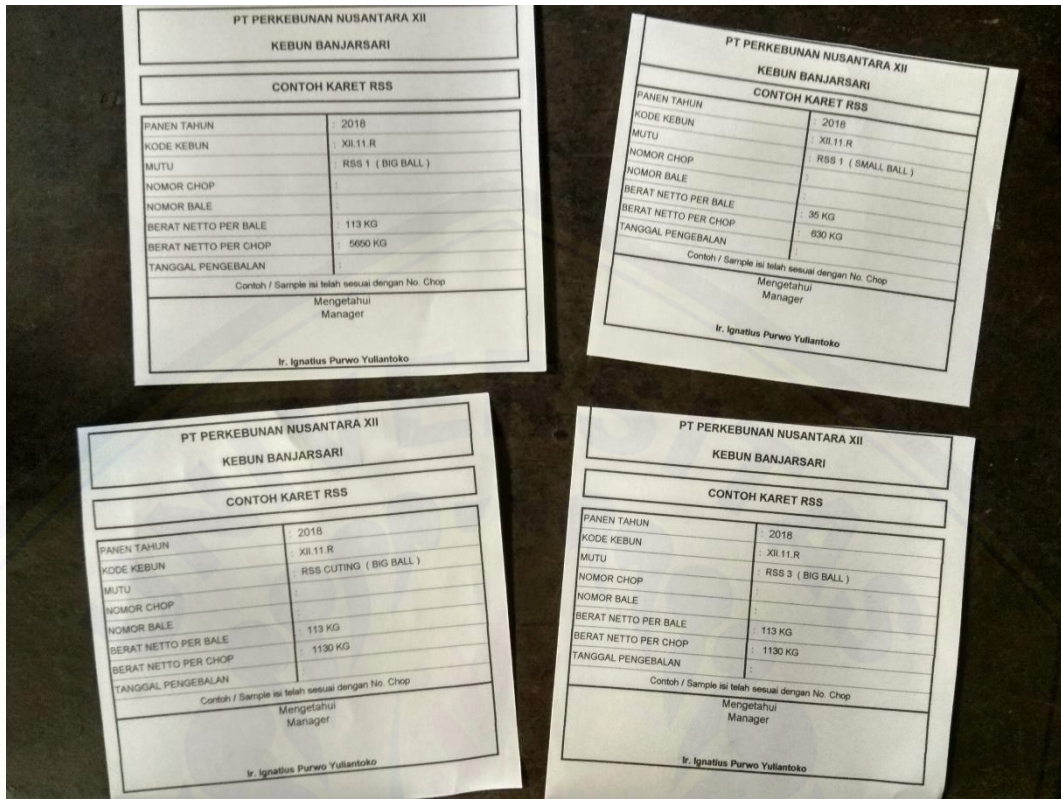 PT PERKEBUNAN NUSANTARA XII
KEBUN BANJARSARI
CONTOH KARET RSS
PANEN TAHUN : 2018
KODE KEBUN : XII.11.R
MUTU : RSS 1 ( BIG BALL )
NOMOR CHOP :
NOMOR BALE :
BERAT NETTO PER BALE : 113 KG
BERAT NETTO PER CHOP : 5650 KG
TANGGAL PENGEBALAN :
Contoh / Sample isi telah sesuai dengan No. Chop
Mengetahui
Manager
Ir. Ignatius Purwo Yuliantoko
PT PERKEBUNAN NUSANTARA XII
KEBUN BANJARSARI
CONTOH KARET RSS
PANEN TAHUN : 2018
KODE KEBUN : XII.11.R
MUTU : RSS 1 ( SMALL BALL )
NOMOR CHOP :
NOMOR BALE :
BERAT NETTO PER BALE : 35 KG
BERAT NETTO PER CHOP : 630 KG
TANGGAL PENGEBALAN :
Contoh / Sample isi telah sesuai dengan No. Chop
Mengetahui
Manager
Ir. Ignatius Purwo Yuliantoko
PT PERKEBUNAN NUSANTARA XII
KEBUN BANJARSARI
CONTOH KARET RSS
PANEN TAHUN : 2018
KODE KEBUN : XII.11.R
MUTU : RSS CUTING ( BIG BALL )
NOMOR CHOP :
NOMOR BALE :
BERAT NETTO PER BALE : 113 KG
BERAT NETTO PER CHOP : 1130 KG
TANGGAL PENGEBALAN :
Contoh / Sample isi telah sesuai dengan No. Chop
Mengetahui
Manager
Ir. Ignatius Purwo Yuliantoko
PT PERKEBUNAN NUSANTARA XII
KEBUN BANJARSARI
CONTOH KARET RSS
PANEN TAHUN : 2018
KODE KEBUN : XII.11.R
MUTU : RSS 3 ( BIG BALL )
NOMOR CHOP :
NOMOR BALE :
BERAT NETTO PER BALE : 113 KG
BERAT NETTO PER CHOP : 1130 KG
TANGGAL PENGEBALAN :
Contoh / Sample isi telah sesuai dengan No. Chop
Mengetahui
Manager
Ir. Ignatius Purwo Yuliantoko